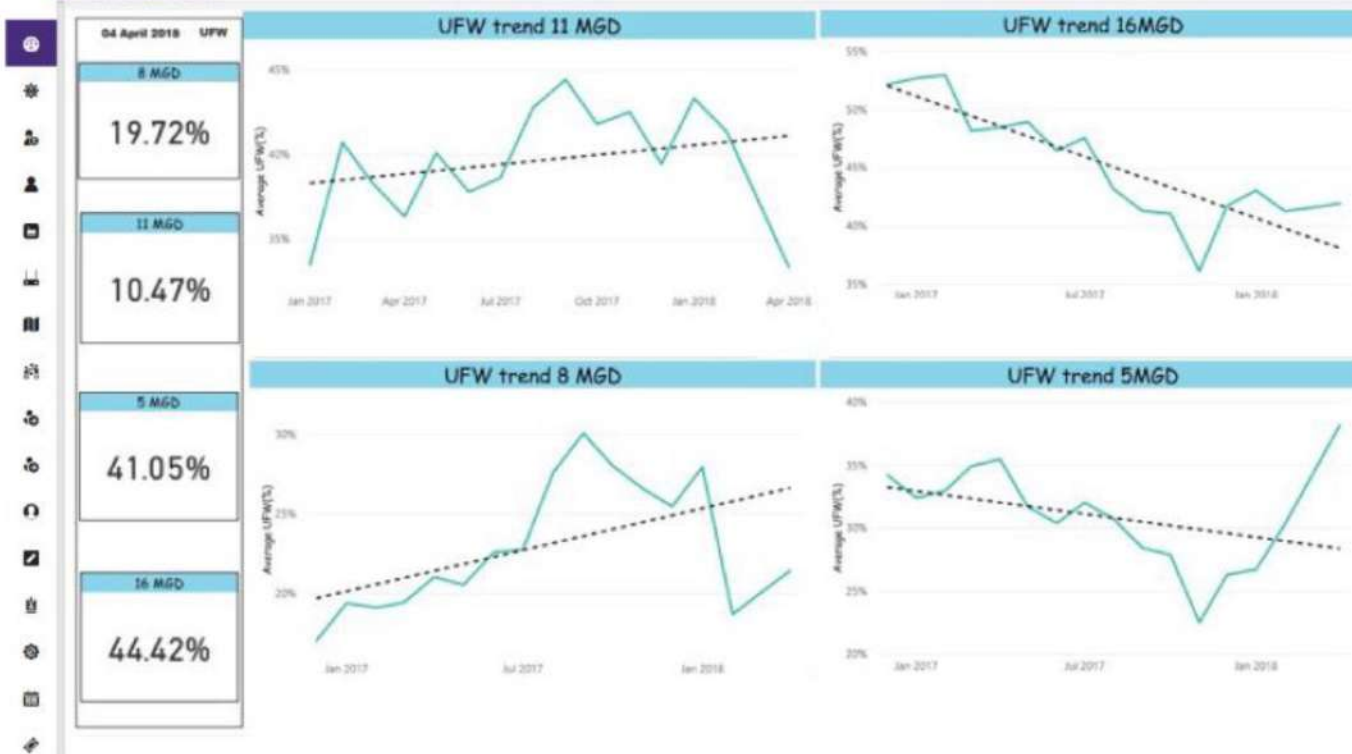 04 April 2018 UFW
8 MGD
19.72%
11 MGD
10.47%
5 MGD
41.05%
16 MGD
44.42%
UFW trend 11 MGD
Average UFW(%)
45%
40%
35%
Jan 2017 Apr 2017 Jul 2017 Oct 2017 Jan 2018 Apr 2018
UFW trend 16MGD
Average UFW(%)
55%
50%
45%
40%
35%
Jan 2017 Jul 2017 Jan 2018
UFW trend 8 MGD
Average UFW(%)
30%
25%
20%
Jan 2017 Jul 2017 Jan 2018
UFW trend 5MGD
Average UFW(%)
40%
35%
30%
25%
20%
Jan 2017 Jul 2017 Jan 2018